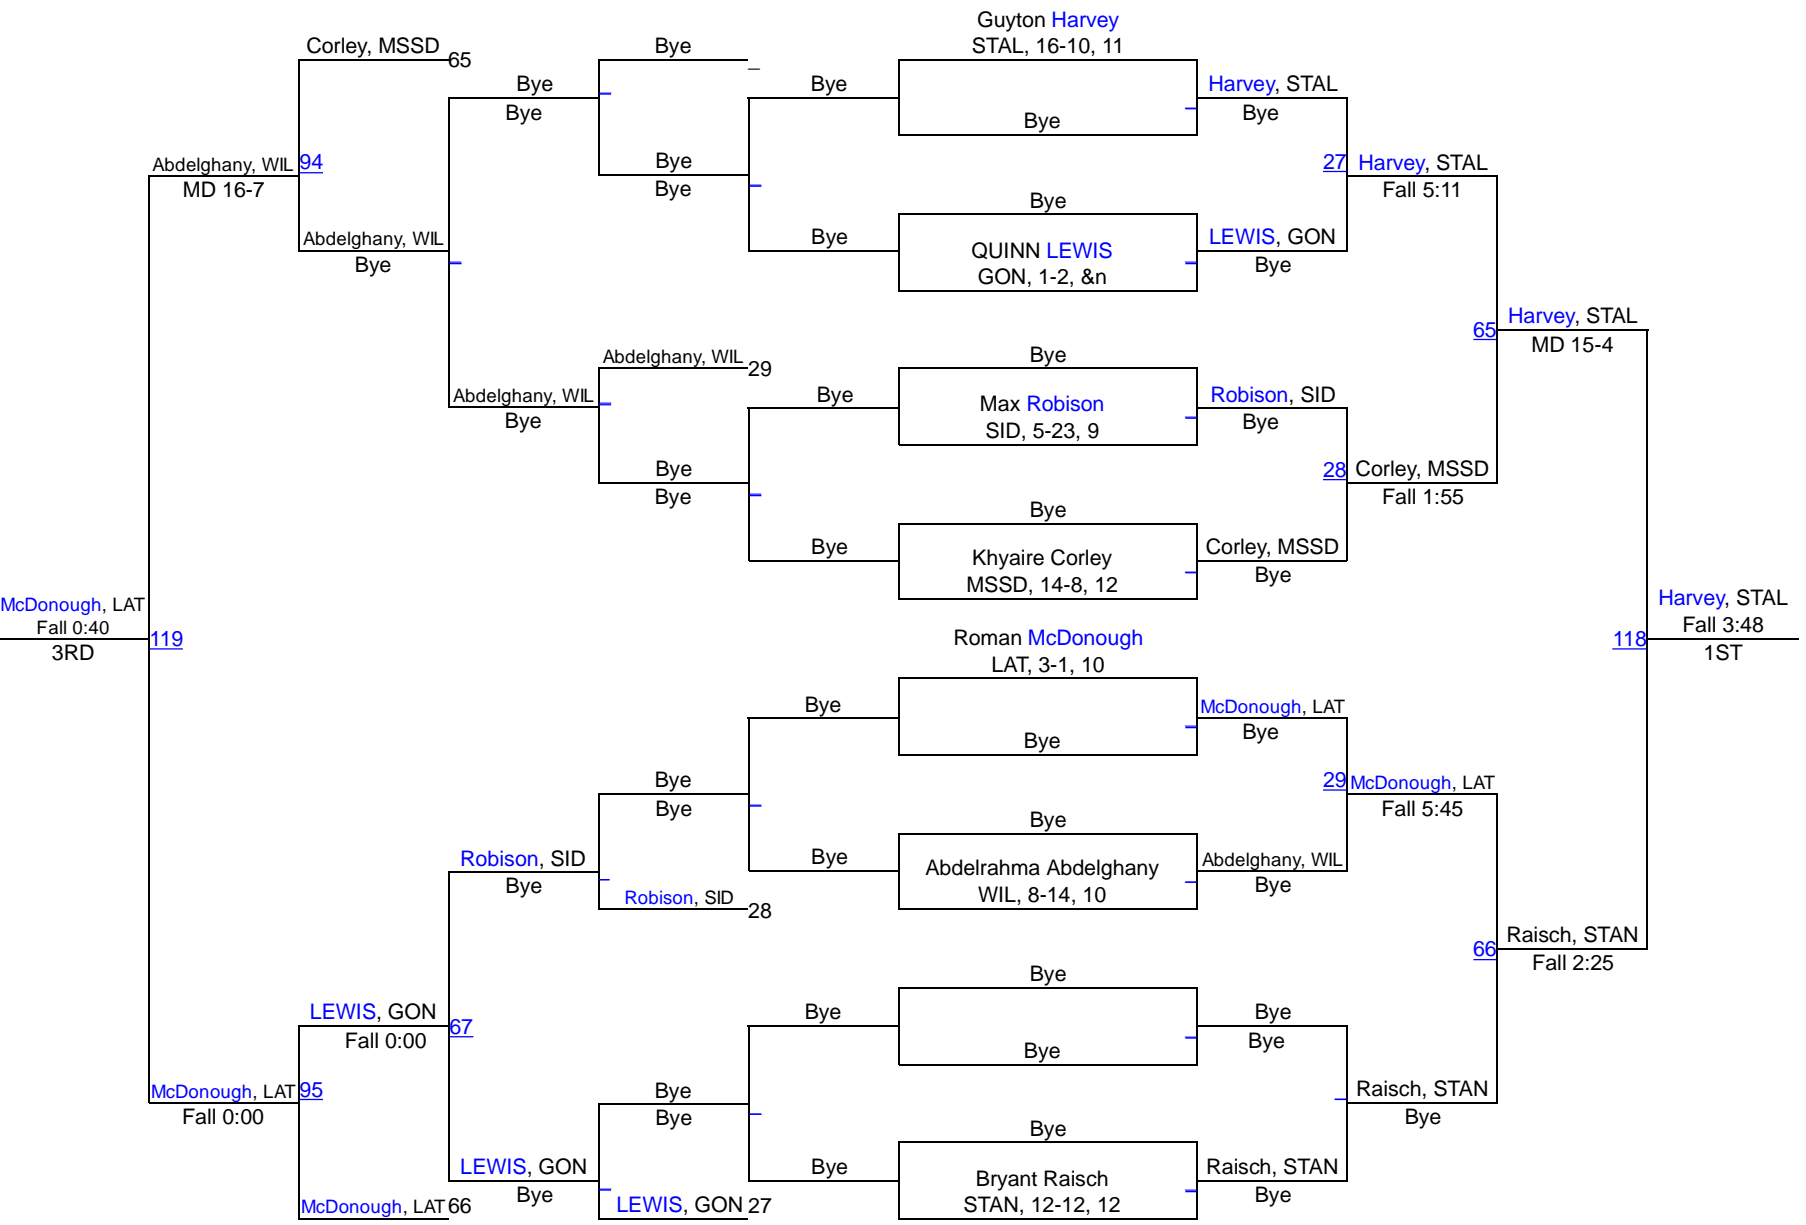 Guyton Harvey
STAL, 16-10, 11
Corley, MSSD 65
Bye
Bye
Bye
Bye
Harvey, STAL
Bye
Bye
94
Abdelghany, WIL
MD 16-7
Bye
Bye
27
Harvey, STAL
Fall 5:11
Bye
Abdelghany, WIL
Bye
Bye
QUINN LEWIS
GON, 1-2, &n
LEWIS, GON
Bye
65
Harvey, STAL
MD 15-4
Abdelghany, WIL 29
Bye
Abdelghany, WIL
Bye
Bye
Max Robison
SID, 5-23, 9
Robison, SID
Bye
Bye
Bye
28
Corley, MSSD
Fall 1:55
Bye
Bye
Khyaire Corley
MSSD, 14-8, 12
Corley, MSSD
Bye
McDonough, LAT
Fall 0:40
3RD
119
Harvey, STAL
Fall 3:48
1ST
118
Roman McDonough
LAT, 3-1, 10
Bye
Bye
McDonough, LAT
Bye
Bye
Bye
29
McDonough, LAT
Fall 5:45
Bye
Robison, SID
Bye
Bye
Abdelrahma Abdelghany
WIL, 8-14, 10
Abdelghany, WIL
Bye
Robison, SID 28
66
Raisch, STAN
Fall 2:25
Bye
LEWIS, GON
Fall 0:00
67
Bye
Bye
Bye
Bye
McDonough, LAT
Fall 0:00
95
Bye
Bye
Raisch, STAN
Bye
Bye
LEWIS, GON
Bye
Bye
Bryant Raisch
STAN, 12-12, 12
Raisch, STAN
Bye
McDonough, LAT 66
LEWIS, GON 27